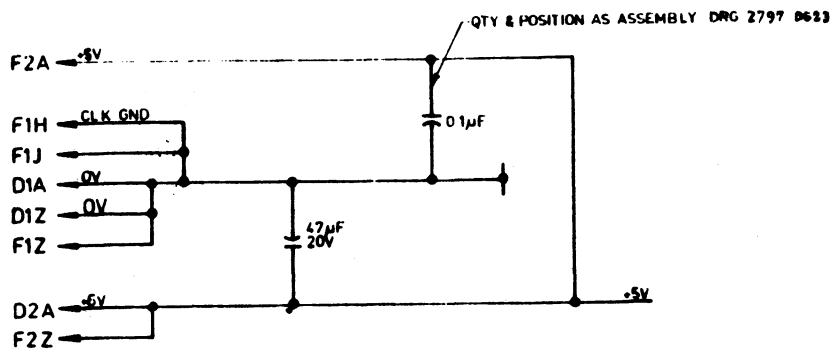 QTY & POSITION AS ASSEMBLY DRG 2797 D623
F2A +5V
F1H CLK GND
0.1µF
F1J
D1A 0V
D1Z 0V
F1Z
47µF
20V
D2A +5V
+5V
F2Z